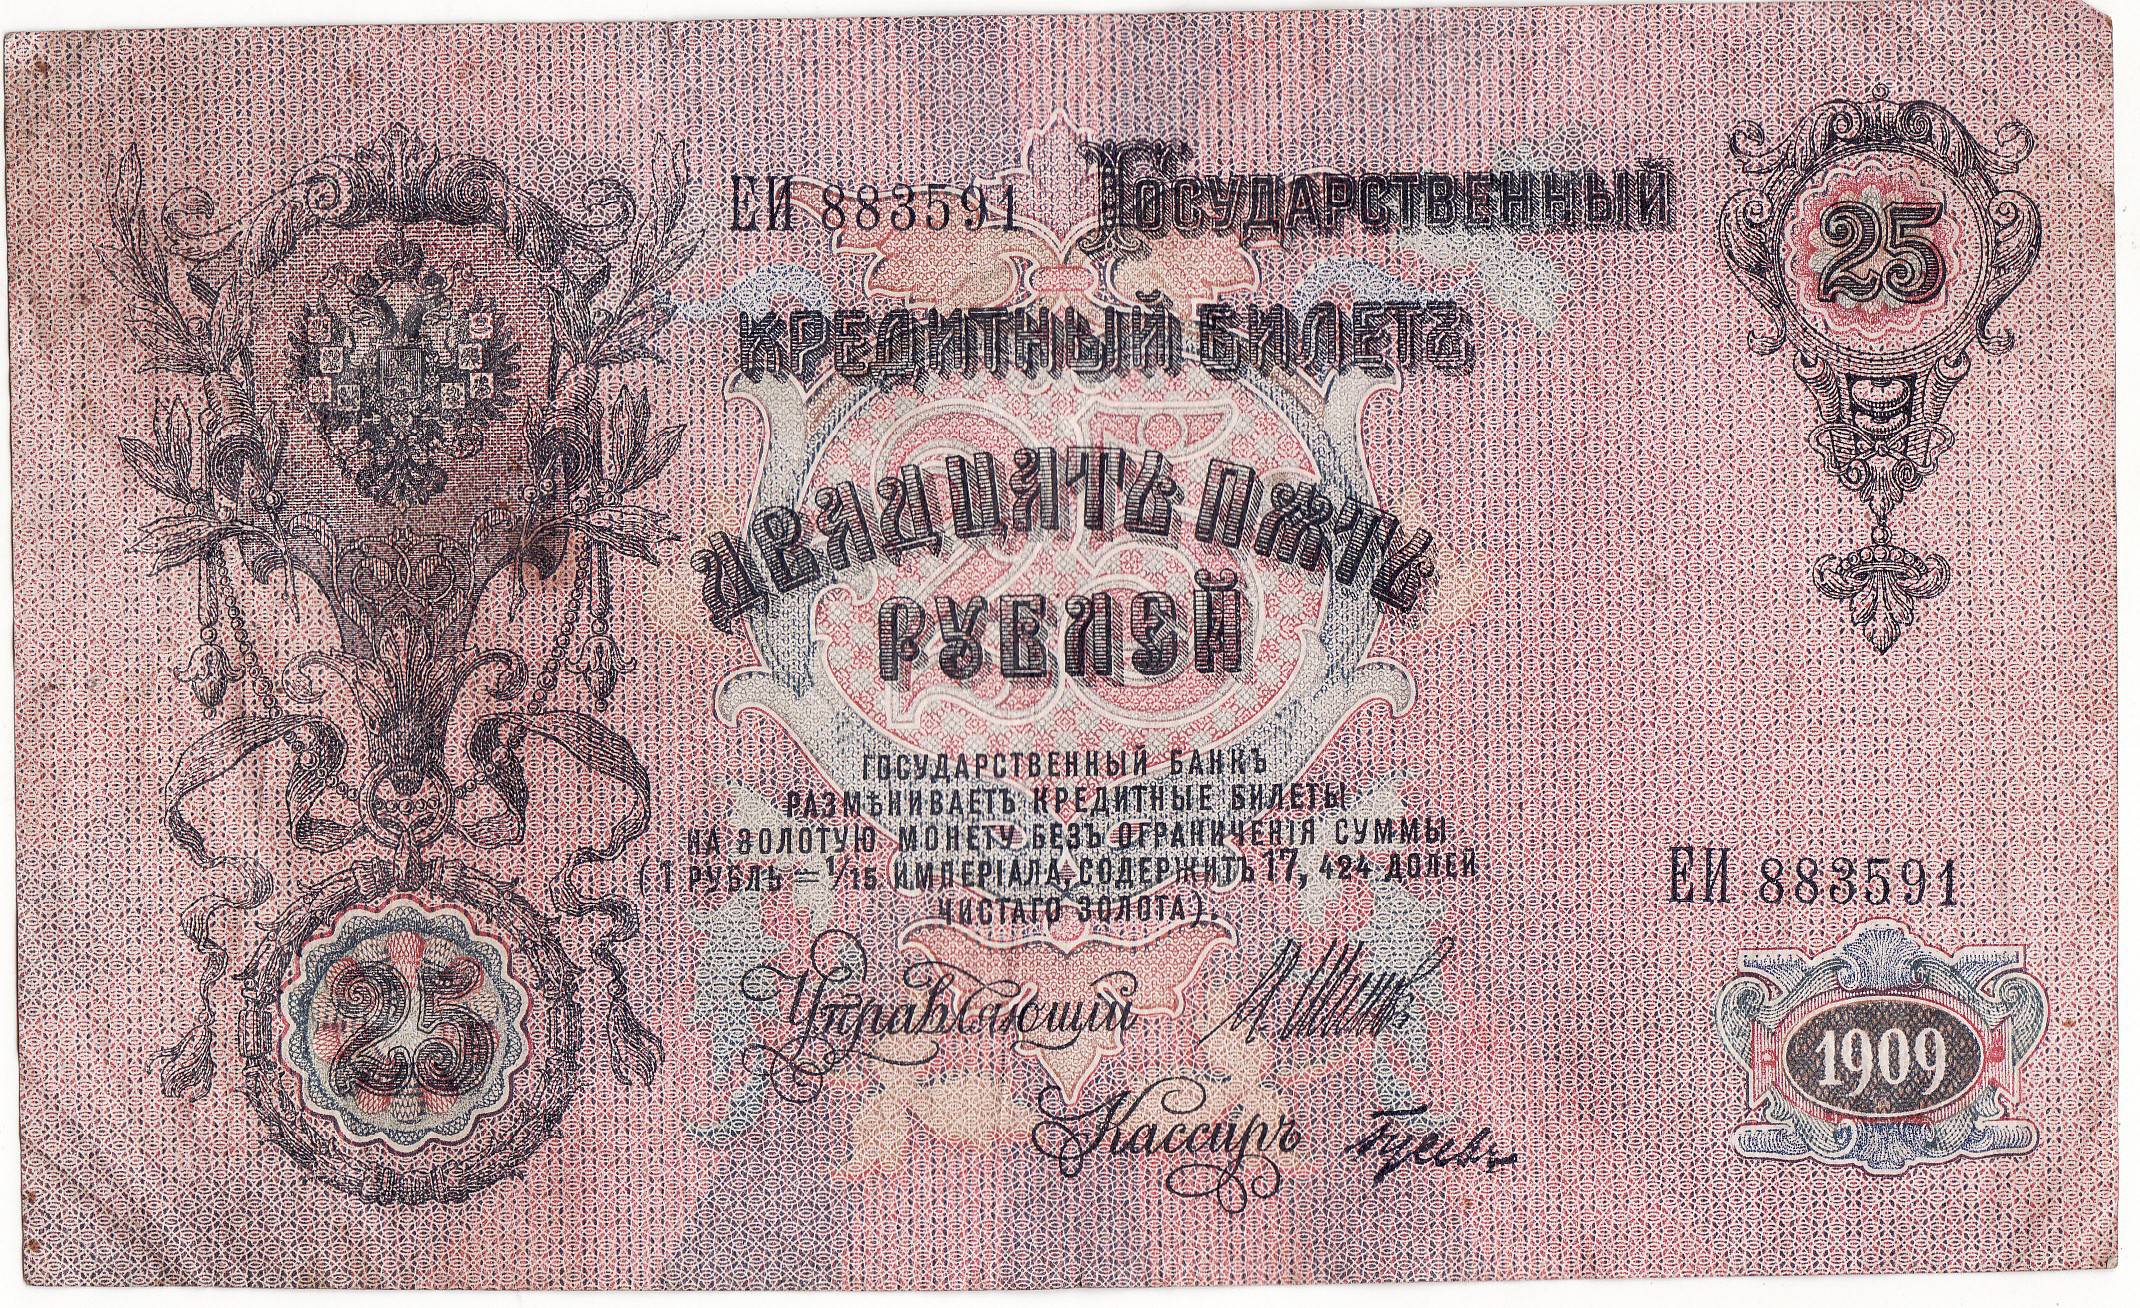 ЕИ 883591 ГОСУДАРСТВЕННЫЙ
25
КРЕДИТНЫЙ БИЛЕТЪ
ДВАДЦАТЬ ПЯТЬ
РУБЛЕЙ
ГОСУДАРСТВЕННЫЙ БАНКЪ
РАЗМѢНИВАЕТЪ КРЕДИТНЫЕ БИЛЕТЫ
НА ЗОЛОТУЮ МОНЕТУ БЕЗЪ ОГРАНИЧЕНІЯ СУММЫ
(1 РУБЛЬ = 1/15 ИМПЕРІАЛА, СОДЕРЖИТЪ 17,424 ДОЛЕЙ
ЧИСТАГО ЗОЛОТА).
ЕИ 883591
Управляющій
25
1909
Кассиръ